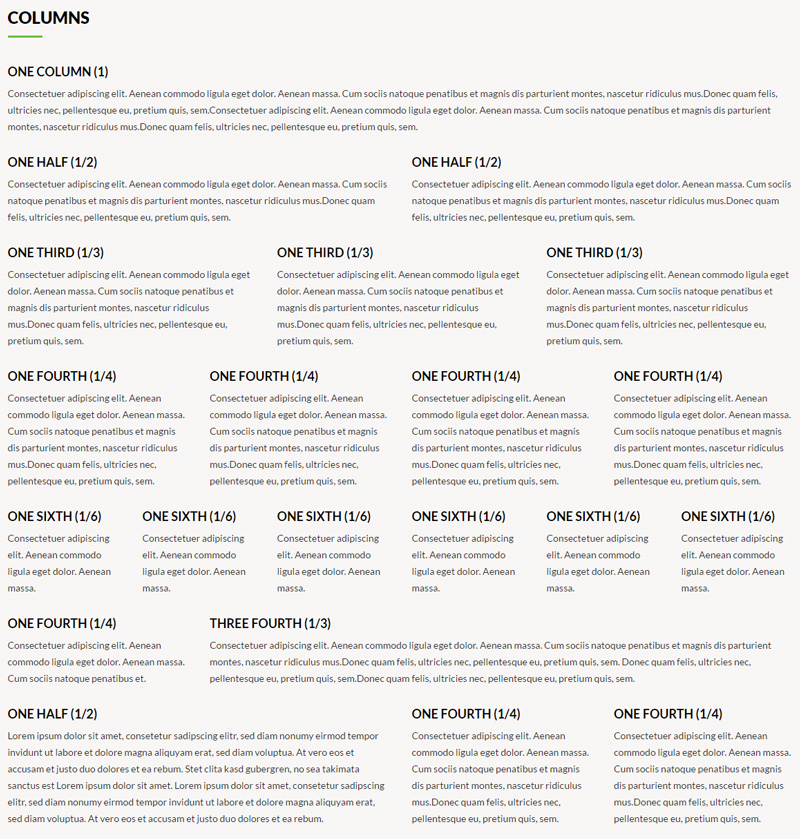 COLUMNS
ONE COLUMN (1)
Consectetuer adipiscing elit. Aenean commodo ligula eget dolor. Aenean massa. Cum sociis natoque penatibus et magnis dis parturient montes, nascetur ridiculus mus.Donec quam felis,
ultricies nec, pellentesque eu, pretium quis, sem.Consectetuer adipiscing elit. Aenean commodo ligula eget dolor. Aenean massa. Cum sociis natoque penatibus et magnis dis parturient
montes, nascetur ridiculus mus.Donec quam felis, ultricies nec, pellentesque eu, pretium quis, sem.
ONE HALF (1/2)
Consectetuer adipiscing elit. Aenean commodo ligula eget dolor. Aenean massa. Cum sociis
natoque penatibus et magnis dis parturient montes, nascetur ridiculus mus.Donec quam
felis, ultricies nec, pellentesque eu, pretium quis, sem.
ONE HALF (1/2)
Consectetuer adipiscing elit. Aenean commodo ligula eget dolor. Aenean massa. Cum sociis
natoque penatibus et magnis dis parturient montes, nascetur ridiculus mus.Donec quam
felis, ultricies nec, pellentesque eu, pretium quis, sem.
ONE THIRD (1/3)
Consectetuer adipiscing elit. Aenean commodo ligula eget
dolor. Aenean massa. Cum sociis natoque penatibus et
magnis dis parturient montes, nascetur ridiculus
mus.Donec quam felis, ultricies nec, pellentesque eu,
pretium quis, sem.
ONE THIRD (1/3)
Consectetuer adipiscing elit. Aenean commodo ligula eget
dolor. Aenean massa. Cum sociis natoque penatibus et
magnis dis parturient montes, nascetur ridiculus
mus.Donec quam felis, ultricies nec, pellentesque eu,
pretium quis, sem.
ONE THIRD (1/3)
Consectetuer adipiscing elit. Aenean commodo ligula eget
dolor. Aenean massa. Cum sociis natoque penatibus et
magnis dis parturient montes, nascetur ridiculus
mus.Donec quam felis, ultricies nec, pellentesque eu,
pretium quis, sem.
ONE FOURTH (1/4)
Consectetuer adipiscing elit. Aenean
commodo ligula eget dolor. Aenean massa.
Cum sociis natoque penatibus et magnis
dis parturient montes, nascetur ridiculus
mus.Donec quam felis, ultricies nec,
pellentesque eu, pretium quis, sem.
ONE FOURTH (1/4)
Consectetuer adipiscing elit. Aenean
commodo ligula eget dolor. Aenean massa.
Cum sociis natoque penatibus et magnis
dis parturient montes, nascetur ridiculus
mus.Donec quam felis, ultricies nec,
pellentesque eu, pretium quis, sem.
ONE FOURTH (1/4)
Consectetuer adipiscing elit. Aenean
commodo ligula eget dolor. Aenean massa.
Cum sociis natoque penatibus et magnis
dis parturient montes, nascetur ridiculus
mus.Donec quam felis, ultricies nec,
pellentesque eu, pretium quis, sem.
ONE FOURTH (1/4)
Consectetuer adipiscing elit. Aenean
commodo ligula eget dolor. Aenean massa.
Cum sociis natoque penatibus et magnis
dis parturient montes, nascetur ridiculus
mus.Donec quam felis, ultricies nec,
pellentesque eu, pretium quis, sem.
ONE SIXTH (1/6)
Consectetuer adipiscing
elit. Aenean commodo
ligula eget dolor. Aenean
massa.
ONE SIXTH (1/6)
Consectetuer adipiscing
elit. Aenean commodo
ligula eget dolor. Aenean
massa.
ONE SIXTH (1/6)
Consectetuer adipiscing
elit. Aenean commodo
ligula eget dolor. Aenean
massa.
ONE SIXTH (1/6)
Consectetuer adipiscing
elit. Aenean commodo
ligula eget dolor. Aenean
massa.
ONE SIXTH (1/6)
Consectetuer adipiscing
elit. Aenean commodo
ligula eget dolor. Aenean
massa.
ONE SIXTH (1/6)
Consectetuer adipiscing
elit. Aenean commodo
ligula eget dolor. Aenean
massa.
ONE FOURTH (1/4)
Consectetuer adipiscing elit. Aenean
commodo ligula eget dolor. Aenean massa.
Cum sociis natoque penatibus et.
THREE FOURTH (1/3)
Consectetuer adipiscing elit. Aenean commodo ligula eget dolor. Aenean massa. Cum sociis natoque penatibus et magnis dis parturient
montes, nascetur ridiculus mus.Donec quam felis, ultricies nec, pellentesque eu, pretium quis, sem. Donec quam felis, ultricies nec,
pellentesque eu, pretium quis, sem.Donec quam felis, ultricies nec, pellentesque eu, pretium quis, sem.
ONE HALF (1/2)
Lorem ipsum dolor sit amet, consetetur sadipscing elitr, sed diam nonumy eirmod tempor
invidunt ut labore et dolore magna aliquyam erat, sed diam voluptua. At vero eos et
accusam et justo duo dolores et ea rebum. Stet clita kasd gubergren, no sea takimata
sanctus est Lorem ipsum dolor sit amet. Lorem ipsum dolor sit amet, consetetur sadipscing
elitr, sed diam nonumy eirmod tempor invidunt ut labore et dolore magna aliquyam erat,
sed diam voluptua. At vero eos et accusam et justo duo dolores et ea rebum.
ONE FOURTH (1/4)
Consectetuer adipiscing elit. Aenean
commodo ligula eget dolor. Aenean massa.
Cum sociis natoque penatibus et magnis
dis parturient montes, nascetur ridiculus
mus.Donec quam felis, ultricies nec,
pellentesque eu, pretium quis, sem.
ONE FOURTH (1/4)
Consectetuer adipiscing elit. Aenean
commodo ligula eget dolor. Aenean massa.
Cum sociis natoque penatibus et magnis
dis parturient montes, nascetur ridiculus
mus.Donec quam felis, ultricies nec,
pellentesque eu, pretium quis, sem.